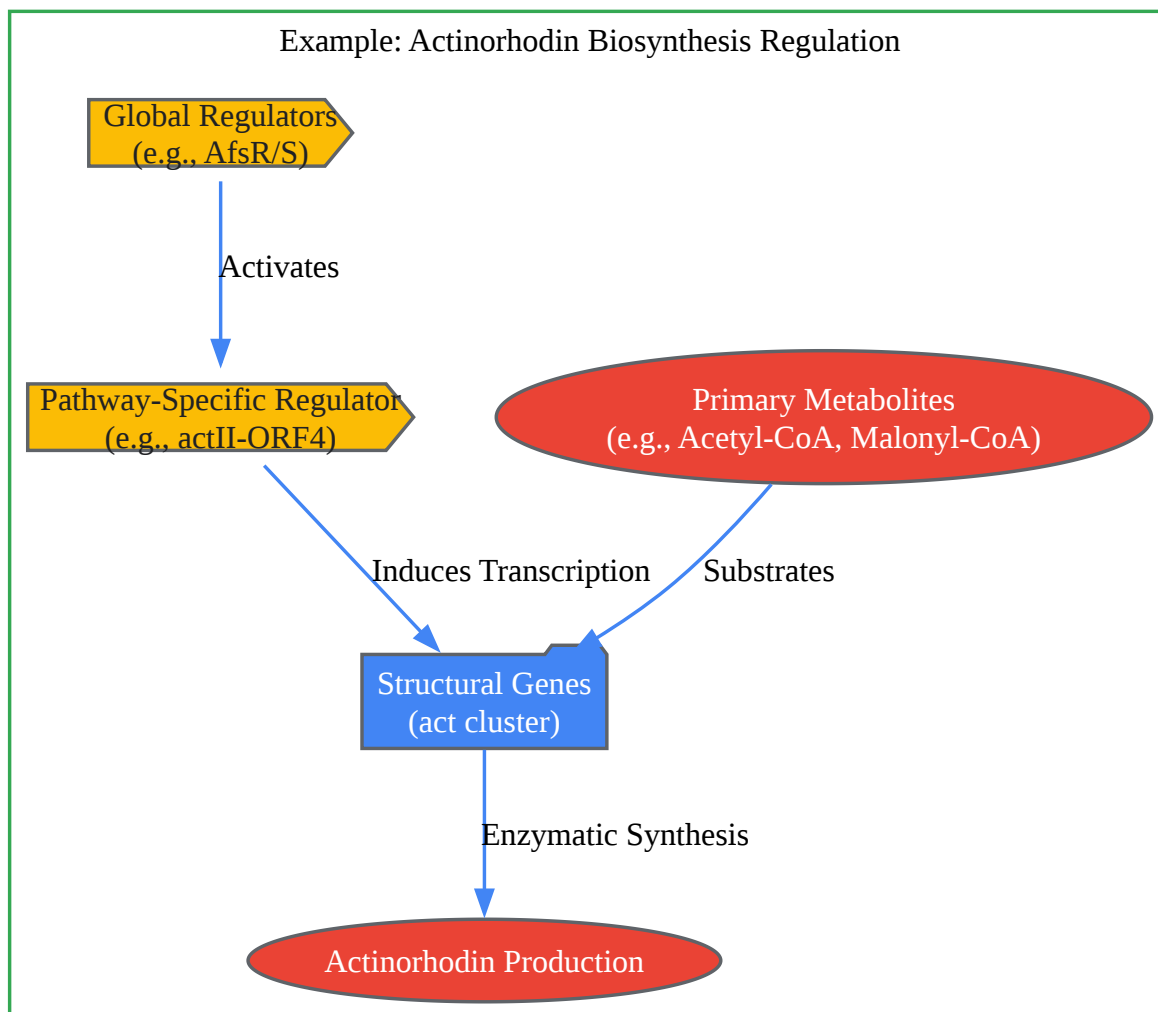 Example: Actinorhodin Biosynthesis Regulation
Global Regulators
(e.g., AfsR/S)
Activates
Pathway-Specific Regulator
(e.g., actII-ORF4)
Primary Metabolites
(e.g., Acetyl-CoA, Malonyl-CoA)
Induces Transcription
Substrates
Structural Genes
(act cluster)
Enzymatic Synthesis
Actinorhodin Production